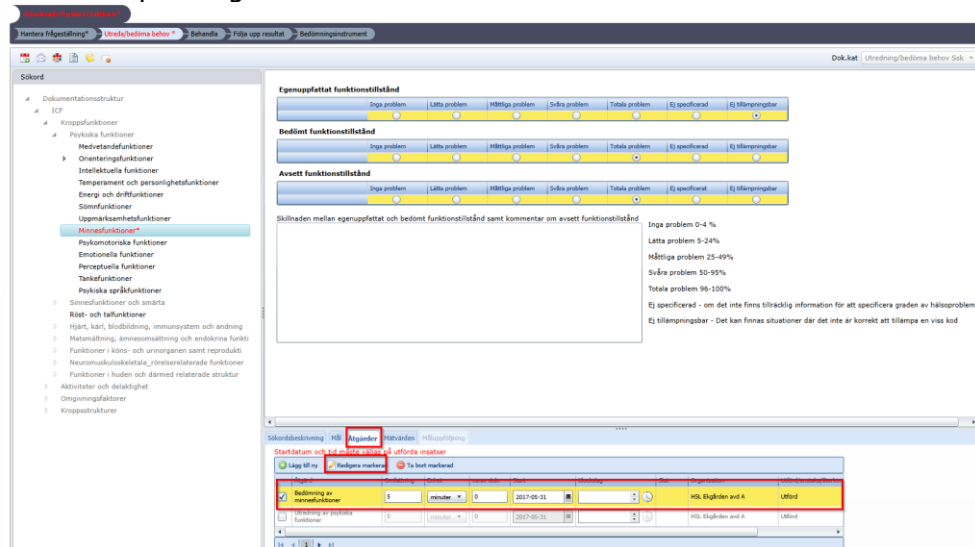 Hantera frågeställning*
Utreda/bedöma behov *
Behandla
Följa upp resultat
Bedömningsinstrument
Dok.kat Utredning/bedöma behov Ssk
Sökord
Dokumentationsstruktur
ICF
Kroppsfunktioner
Psykiska funktioner
Medvetandefunktioner
Orienteringsfunktioner
Intellektuella funktioner
Temperament och personlighetsfunktioner
Energi och driftfunktioner
Sömnfunktioner
Uppmärksamhetsfunktioner
Minnesfunktioner*
Psykomotoriska funktioner
Emotionella funktioner
Perceptuella funktioner
Tankefunktioner
Psykiska språkfunktioner
Sinnesfunktioner och smärta
Röst- och talfunktioner
Hjärt, kärl, blodbildning, immunsystem och andning
Matsmältning, ämnesomsättning och endokrina funkti
Funktioner i köns- och urinorganen samt reprodukti
Neuromuskuloskeletala_rörelserelaterade funktioner
Funktioner i huden och därmed relaterade struktur
Aktiviteter och delaktighet
Omgivningsfaktorer
Kroppsstrukturer
Egenuppfattat funktionstillstånd
Inga problem Lätta problem Måttliga problem Svåra problem Totala problem Ej specificerad Ej tillämpningsbar
Bedömt funktionstillstånd
Inga problem Lätta problem Måttliga problem Svåra problem Totala problem Ej specificerad Ej tillämpningsbar
Avsett funktionstillstånd
Inga problem Lätta problem Måttliga problem Svåra problem Totala problem Ej specificerat Ej tillämpningsbar
Skillnaden mellan egenuppfattat och bedömt funktionstillstånd samt kommentar om avsett funktionstillstånd
Inga problem 0-4 %
Lätta problem 5-24%
Måttliga problem 25-49%
Svåra problem 50-95%
Totala problem 96-100%
Ej specificerad - om det inte finns tillräcklig information för att specificera graden av hälsoproblem
Ej tillämpningsbar - Det kan finnas situationer där det inte är korrekt att tillämpa en viss kod
Sökordsbeskrivning Mål Åtgärder Mätvärden Måluppföljning
Startdatum och tid måste väljas på utförda insatser
Lägg till ny Redigera markerad Ta bort markerad
Bedömning av minnesfunktioner 5 minuter 0 2017-05-31 HSL Ekgården avd A Utförd
Utredning av psykiska funktioner 5 minuter 0 2017-05-31 HSL Ekgården avd A Utförd
1